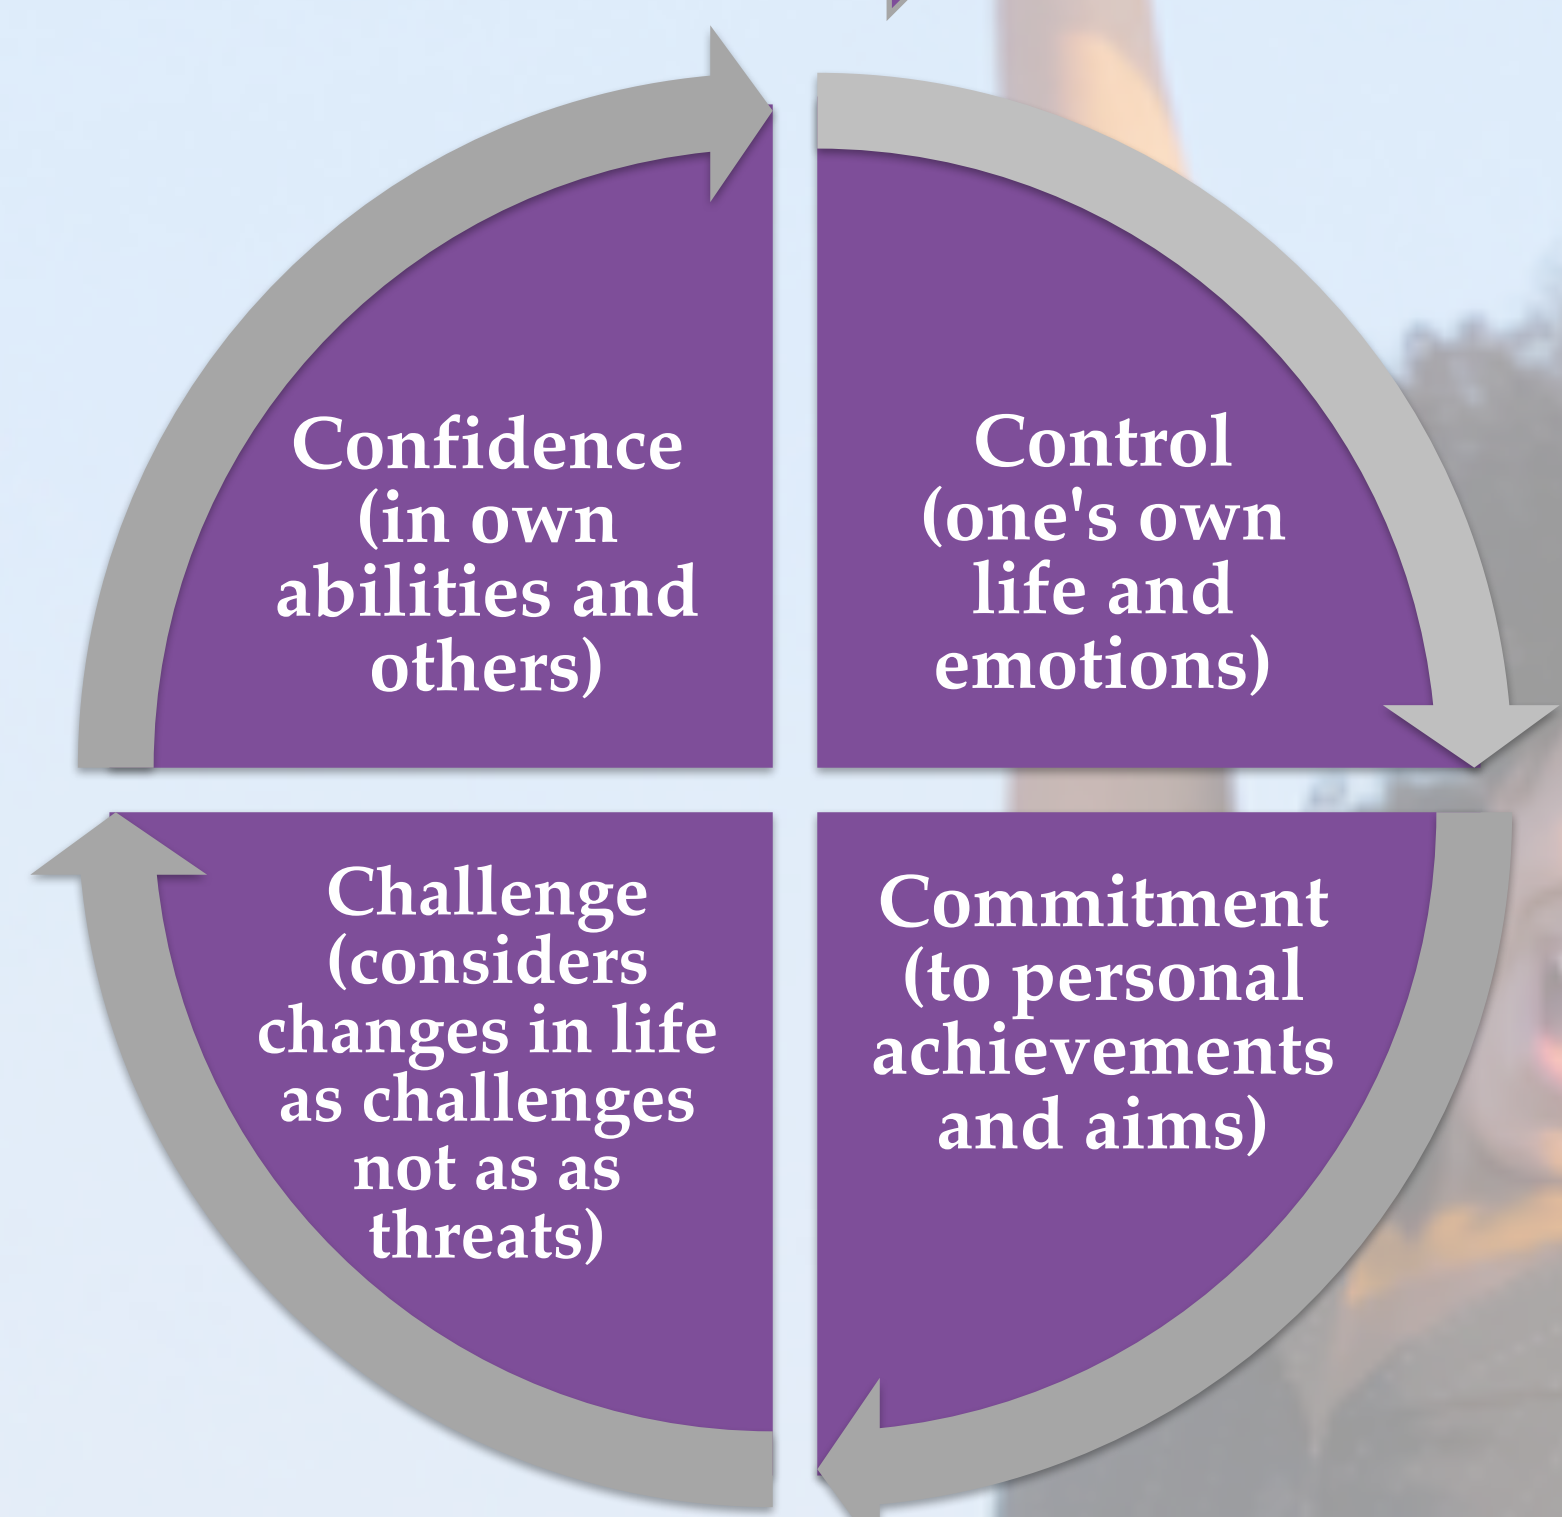 Confidence
(in own
abilities and
others)
Control
(one's own
life and
emotions)
Challenge
(considers
changes in life
as challenges
not as as
threats)
Commitment
(to personal
achievements
and aims)